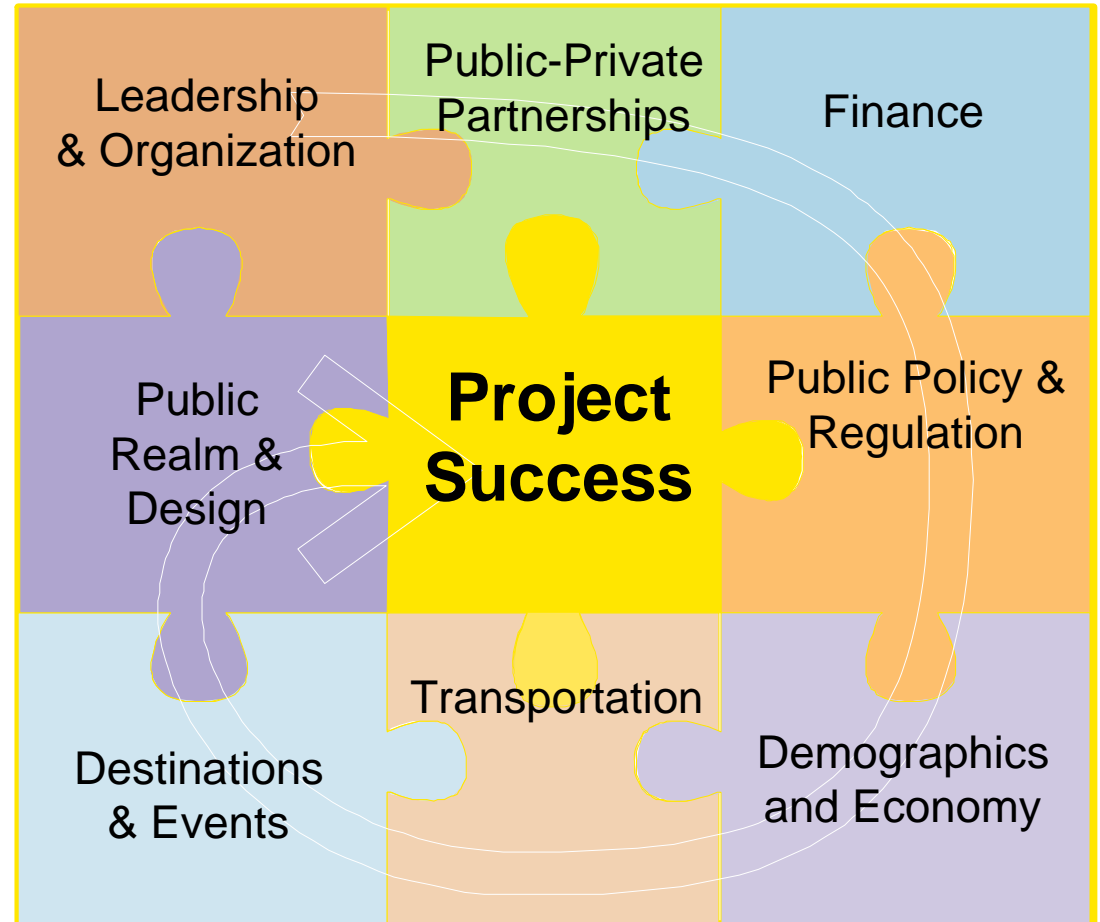 Leadership
& Organization
Public-Private
Partnerships
Finance
Public
Realm &
Design
Project
Success
Public Policy &
Regulation
Destinations
& Events
Transportation
Demographics
and Economy